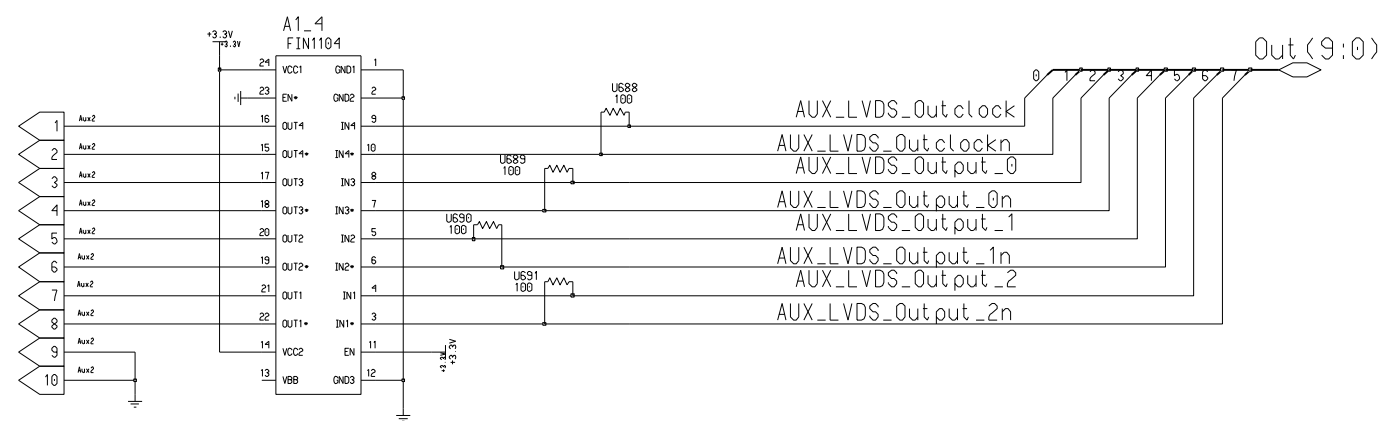 A1_4
FIN1104
+3.3V
+3.3V
Out(9:0)
0 1 2 3 4 5 6 7
24 VCC1 GND1 1
23 EN* GND2 2
U688
100
AUX_LVDS_Outclock
1 Aux2 16 OUT4 IN4 9
AUX_LVDS_Outclockn
2 Aux2 15 OUT4* IN4* 10
U689
100
AUX_LVDS_Output_0
3 Aux2 17 OUT3 IN3 8
AUX_LVDS_Output_0n
4 Aux2 18 OUT3* IN3* 7
U690
100
AUX_LVDS_Output_1
5 Aux2 20 OUT2 IN2 5
AUX_LVDS_Output_1n
6 Aux2 19 OUT2* IN2* 6
U691
100
AUX_LVDS_Output_2
7 Aux2 21 OUT1 IN1 4
AUX_LVDS_Output_2n
8 Aux2 22 OUT1* IN1* 3
9 Aux2 14 VCC2 EN 11
+3.3V
+3.3V
10 Aux2 13 VBB GND3 12